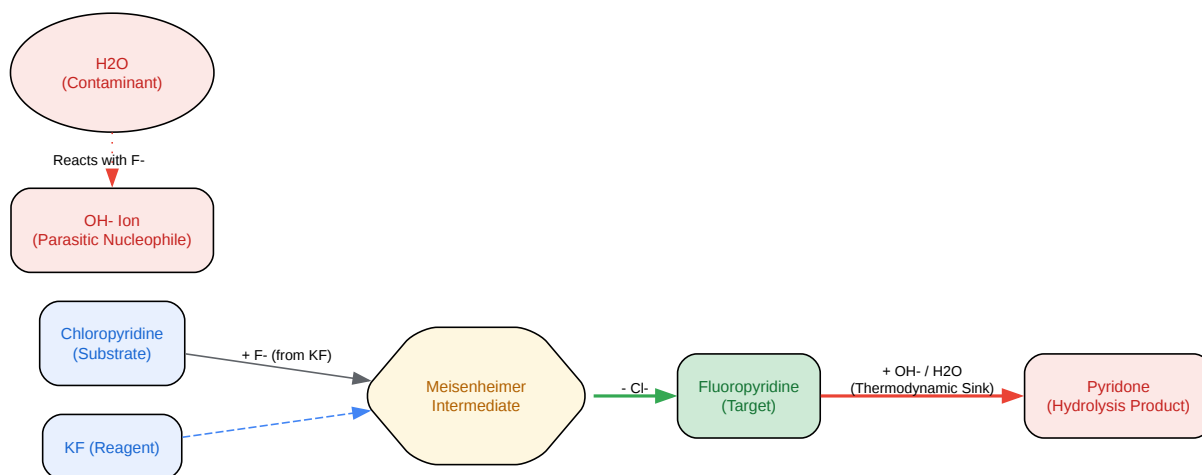 H2O
(Contaminant)
Reacts with F-
OH- Ion
(Parasitic Nucleophile)
Chloropyridine
(Substrate)
+ F- (from KF)
KF (Reagent)
Meisenheimer
Intermediate
- Cl-
Fluoropyridine
(Target)
+ OH- / H2O
(Thermodynamic Sink)
Pyridone
(Hydrolysis Product)